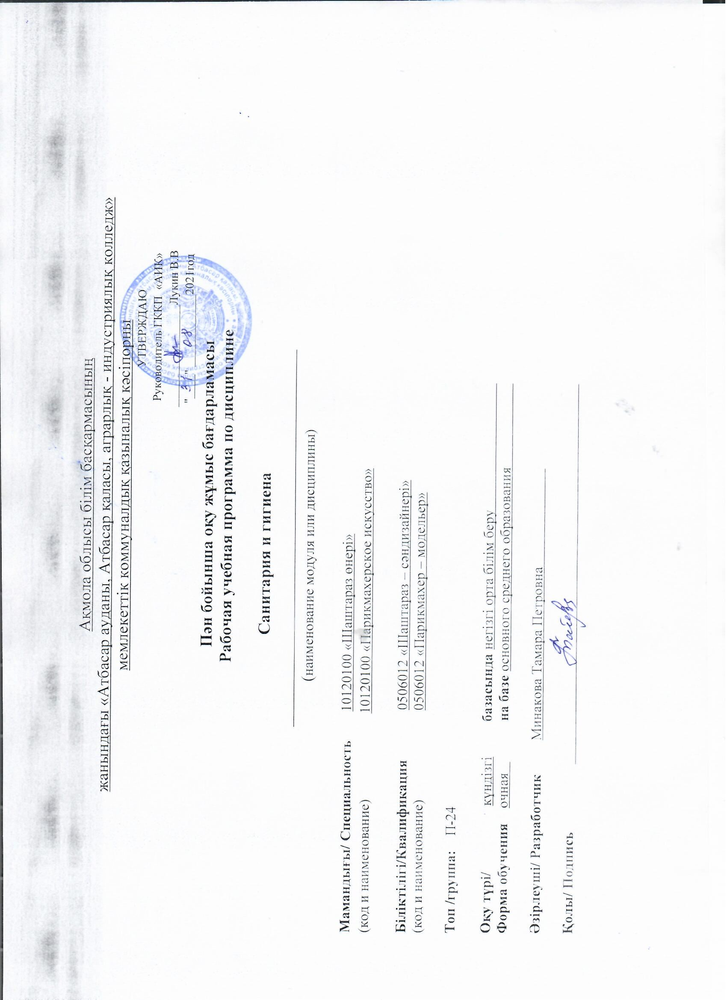 Ақмола облысы білім басқармасының
жанындағы «Атбасар ауданы, Атбасар қаласы, аграрлық - индустриялық колледж»
мемлекеттік коммуналдық қазыналық кәсіпорны
УТВЕРЖДАЮ
Руководитель ГККП «АИК»
Лукин В.В
" 31 " 08 2021год
Пән бойынша оқу жұмыс бағдарламасы
Рабочая учебная программа по дисциплине
Санитария и гигиена
(наименование модуля или дисциплины)
Мамандығы/ Специальность 10120100 «Шаштараз өнері»
(код и наименование) 10120100 «Парикмахерское искусство»
Біліктілігі/Квалификация 0506012 «Шаштараз – сәндизайнері»
(код и наименование) 0506012 «Парикмахер – модельер»
Топ /группа: П-24
Оқу түрі/ күндізгі базасында негізгі орта білім беру
Форма обучения очная на базе основного среднего образования
Әзірлеуші/ Разработчик Минакова Тамара Петровна
Қолы/ Подпись